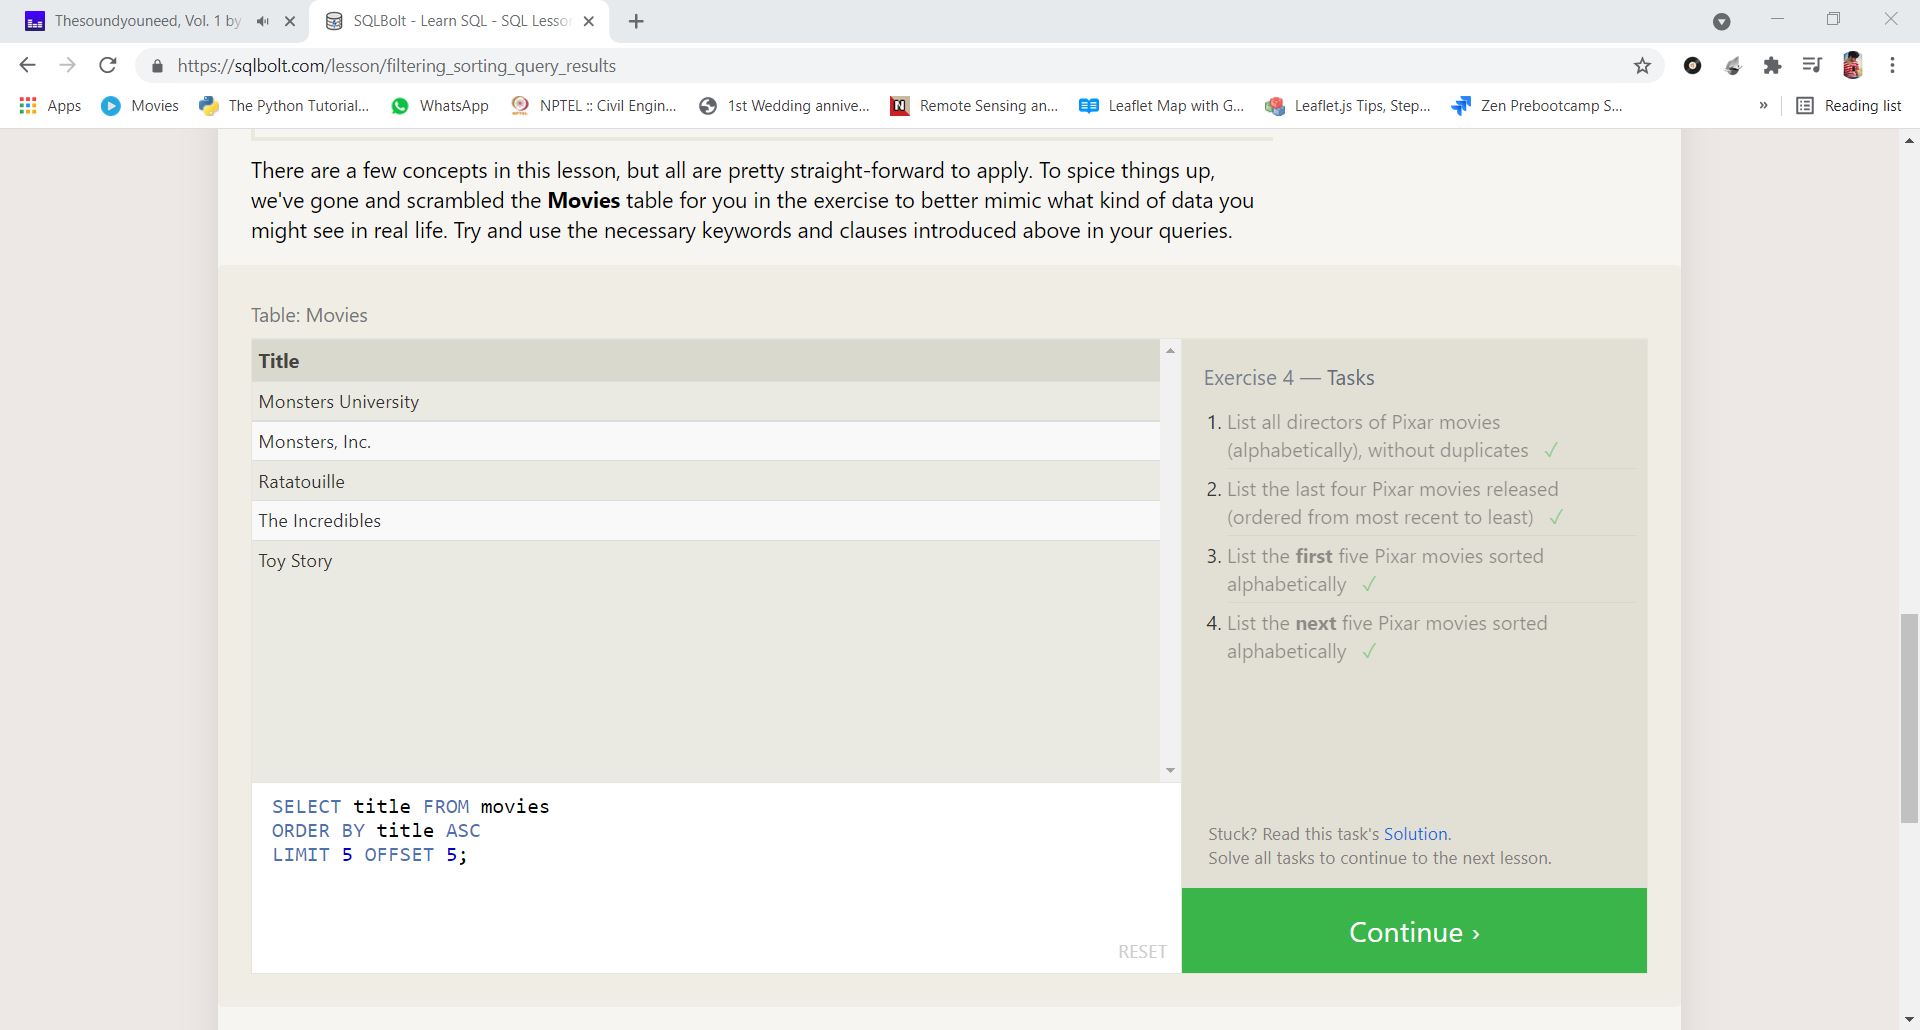 Thesoundyouneed, Vol. 1 by
SQLBolt - Learn SQL - SQL Lesson
https://sqlbolt.com/lesson/filtering_sorting_query_results
Apps Movies The Python Tutorial... WhatsApp NPTEL :: Civil Engin... 1st Wedding annive... Remote Sensing an... Leaflet Map with G... Leaflet.js Tips, Step... Zen Prebootcamp S... » Reading list
There are a few concepts in this lesson, but all are pretty straight-forward to apply. To spice things up,
we've gone and scrambled the Movies table for you in the exercise to better mimic what kind of data you
might see in real life. Try and use the necessary keywords and clauses introduced above in your queries.
Table: Movies
Title
Monsters University
Monsters, Inc.
Ratatouille
The Incredibles
Toy Story
SELECT title FROM movies
ORDER BY title ASC
LIMIT 5 OFFSET 5;
RESET
Exercise 4 — Tasks
1. List all directors of Pixar movies
(alphabetically), without duplicates ✓
2. List the last four Pixar movies released
(ordered from most recent to least) ✓
3. List the first five Pixar movies sorted
alphabetically ✓
4. List the next five Pixar movies sorted
alphabetically ✓
Stuck? Read this task's Solution.
Solve all tasks to continue to the next lesson.
Continue ›